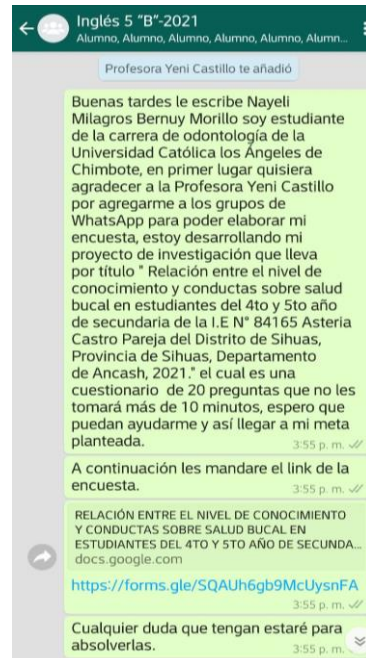 Inglés 5 "B"-2021
Alumno, Alumno, Alumno, Alumno, Alumn...
Profesora Yeni Castillo te añadió
Buenas tardes le escribe Nayeli
Milagros Bernuy Morillo soy estudiante
de la carrera de odontología de la
Universidad Católica los Ángeles de
Chimbote, en primer lugar quisiera
agradecer a la Profesora Yeni Castillo
por agregarme a los grupos de
WhatsApp para poder elaborar mi
encuesta, estoy desarrollando mi
proyecto de investigación que lleva
por título " Relación entre el nivel de
conocimiento y conductas sobre salud
bucal en estudiantes del 4to y 5to año
de secundaria de la I.E N° 84165 Asteria
Castro Pareja del Distrito de Sihuas,
Provincia de Sihuas, Departamento
de Ancash, 2021." el cual es una
cuestionario de 20 preguntas que no les
tomará más de 10 minutos, espero que
puedan ayudarme y así llegar a mi meta
planteada.
3:55 p. m.
A continuación les mandare el link de la
encuesta.
3:55 p. m.
RELACIÓN ENTRE EL NIVEL DE CONOCIMIENTO
Y CONDUCTAS SOBRE SALUD BUCAL EN
ESTUDIANTES DEL 4TO Y 5TO AÑO DE SECUNDA...
docs.google.com
https://forms.gle/SQAUh6gb9McUysnFA
3:55 p. m.
Cualquier duda que tengan estaré para
absolverlas.
3:55 p. m.